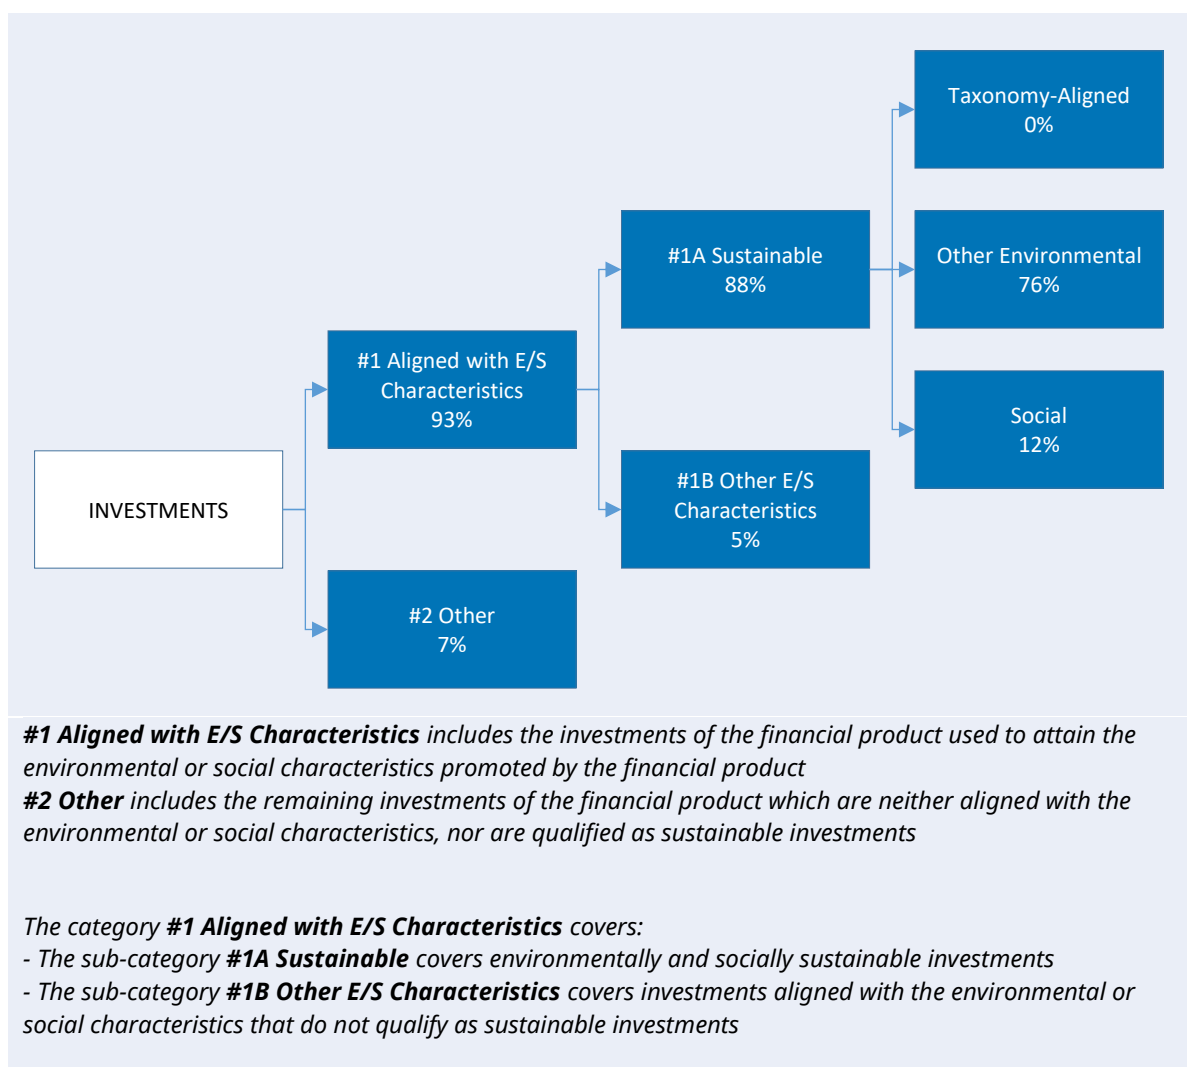 Taxonomy-Aligned
0%
#1A Sustainable
88%
Other Environmental
76%
#1 Aligned with E/S
Characteristics
93%
Social
12%
INVESTMENTS
#1B Other E/S
Characteristics
5%
#2 Other
7%
#1 Aligned with E/S Characteristics includes the investments of the financial product used to attain the
environmental or social characteristics promoted by the financial product
#2 Other includes the remaining investments of the financial product which are neither aligned with the
environmental or social characteristics, nor are qualified as sustainable investments
The category #1 Aligned with E/S Characteristics covers:
- The sub-category #1A Sustainable covers environmentally and socially sustainable investments
- The sub-category #1B Other E/S Characteristics covers investments aligned with the environmental or
social characteristics that do not qualify as sustainable investments